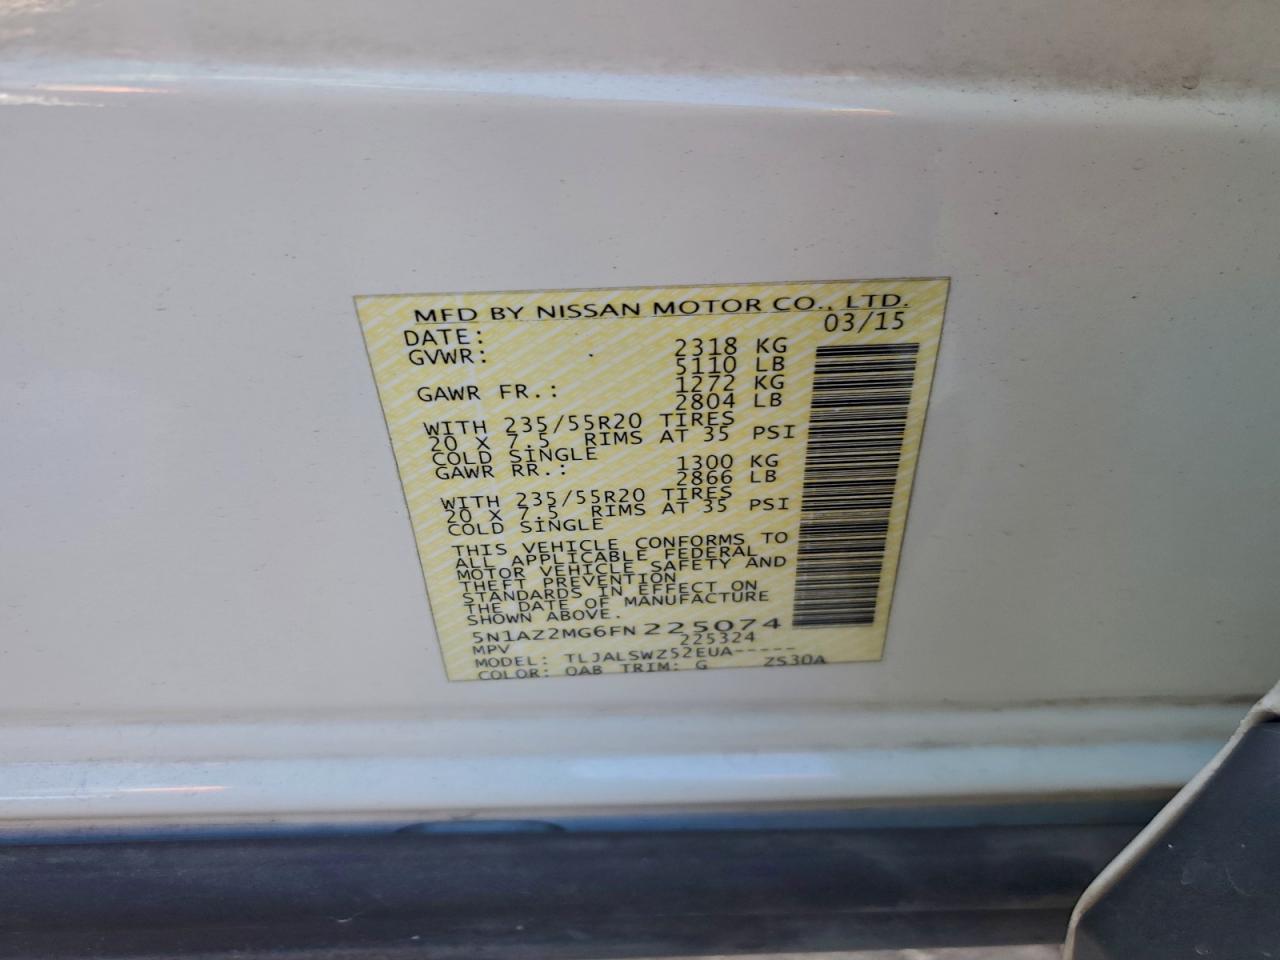 MFD BY NISSAN MOTOR CO., LTD.
DATE: 03/15
GVWR: 2318 KG
5110 LB
GAWR FR.: 1272 KG
2804 LB
WITH 235/55R20 TIRES
20 X 7.5 RIMS AT 35 PSI
COLD SINGLE
GAWR RR.: 1300 KG
2866 LB
WITH 235/55R20 TIRES
20 X 7.5 RIMS AT 35 PSI
COLD SINGLE
THIS VEHICLE CONFORMS TO
ALL APPLICABLE FEDERAL
MOTOR VEHICLE SAFETY AND
THEFT PREVENTION
STANDARDS IN EFFECT ON
THE DATE OF MANUFACTURE
SHOWN ABOVE.
5N1AZ2MG6FN225074
MPV 225324
MODEL: TLJALSWZ52EUA-----
COLOR: QAB TRIM: G ZS30A